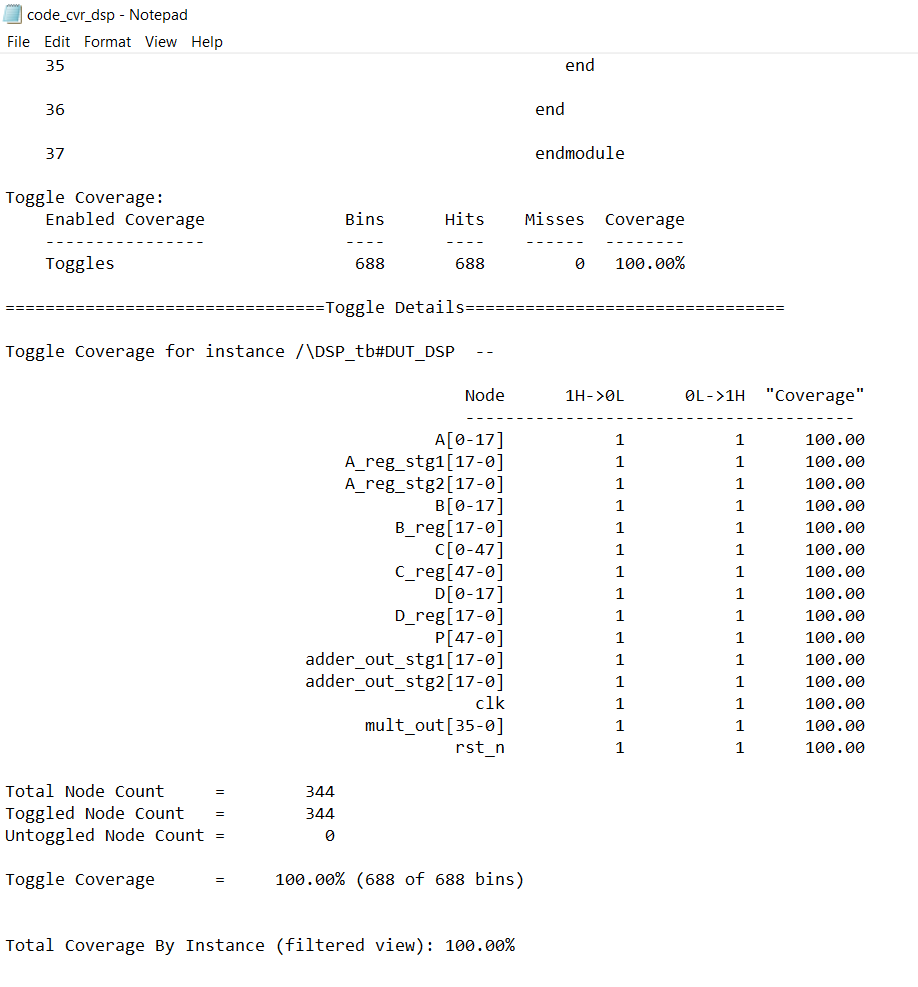 code_cvr_dsp - Notepad
File Edit Format View Help
35 end
36 end
37 endmodule
Toggle Coverage:
Enabled Coverage Bins Hits Misses Coverage
---------------- ---- ---- ------ --------
Toggles 688 688 0 100.00%
================================Toggle Details================================
Toggle Coverage for instance /\DSP_tb#DUT_DSP --
Node 1H->0L 0L->1H "Coverage"
---------------------------------------
A[0-17] 1 1 100.00
A_reg_stg1[17-0] 1 1 100.00
A_reg_stg2[17-0] 1 1 100.00
B[0-17] 1 1 100.00
B_reg[17-0] 1 1 100.00
C[0-47] 1 1 100.00
C_reg[47-0] 1 1 100.00
D[0-17] 1 1 100.00
D_reg[17-0] 1 1 100.00
P[47-0] 1 1 100.00
adder_out_stg1[17-0] 1 1 100.00
adder_out_stg2[17-0] 1 1 100.00
clk 1 1 100.00
mult_out[35-0] 1 1 100.00
rst_n 1 1 100.00
Total Node Count = 344
Toggled Node Count = 344
Untoggled Node Count = 0
Toggle Coverage = 100.00% (688 of 688 bins)
Total Coverage By Instance (filtered view): 100.00%